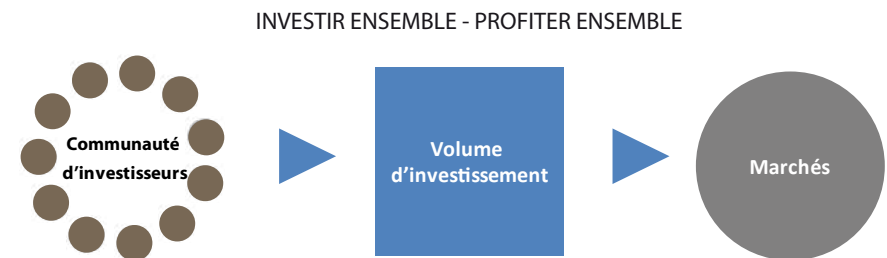 INVESTIR ENSEMBLE - PROFITER ENSEMBLE
Communauté
d’investisseurs
Volume
d’investissement
Marchés